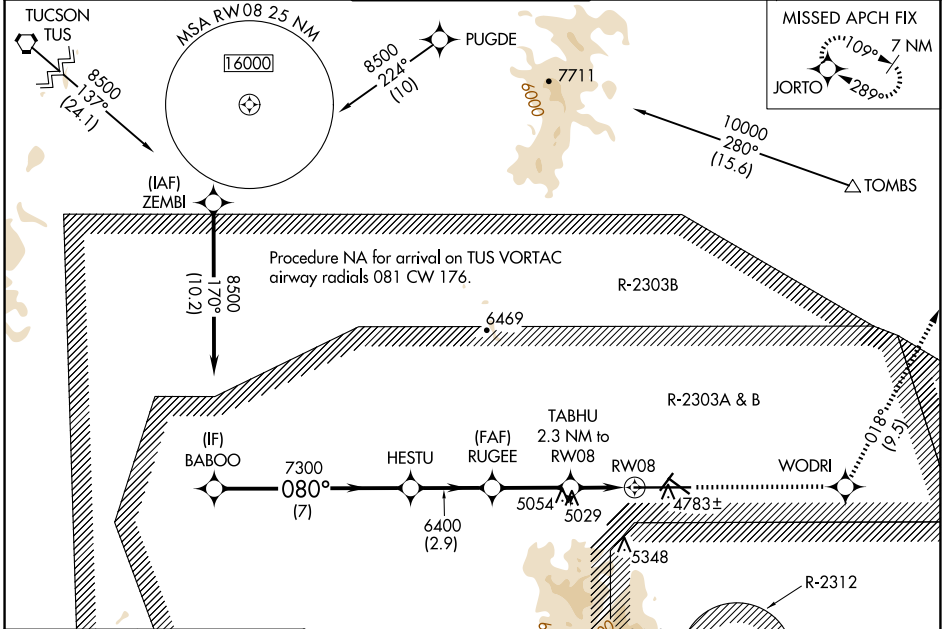 TUCSON
TUS
8500
137°
(24.1)
MSA RW08 25 NM
16000
8500
224°
(10)
PUGDE
7711
6000
MISSED APCH FIX
109°
7 NM
JORTO
289°
10000
280°
(15.6)
TOMBS
(IAF)
ZEMBI
8500
170°
(10.2)
Procedure NA for arrival on TUS VORTAC
airway radials 081 CW 176.
R-2303B
6469
R-2303A & B
(IF)
BABOO
7300
080°
(7)
HESTU
6400
(2.9)
(FAF)
RUGEE
TABHU
2.3 NM to
RW08
5054
5029
RW08
4783±
WODRI
018°
(9.5)
5348
R-2312